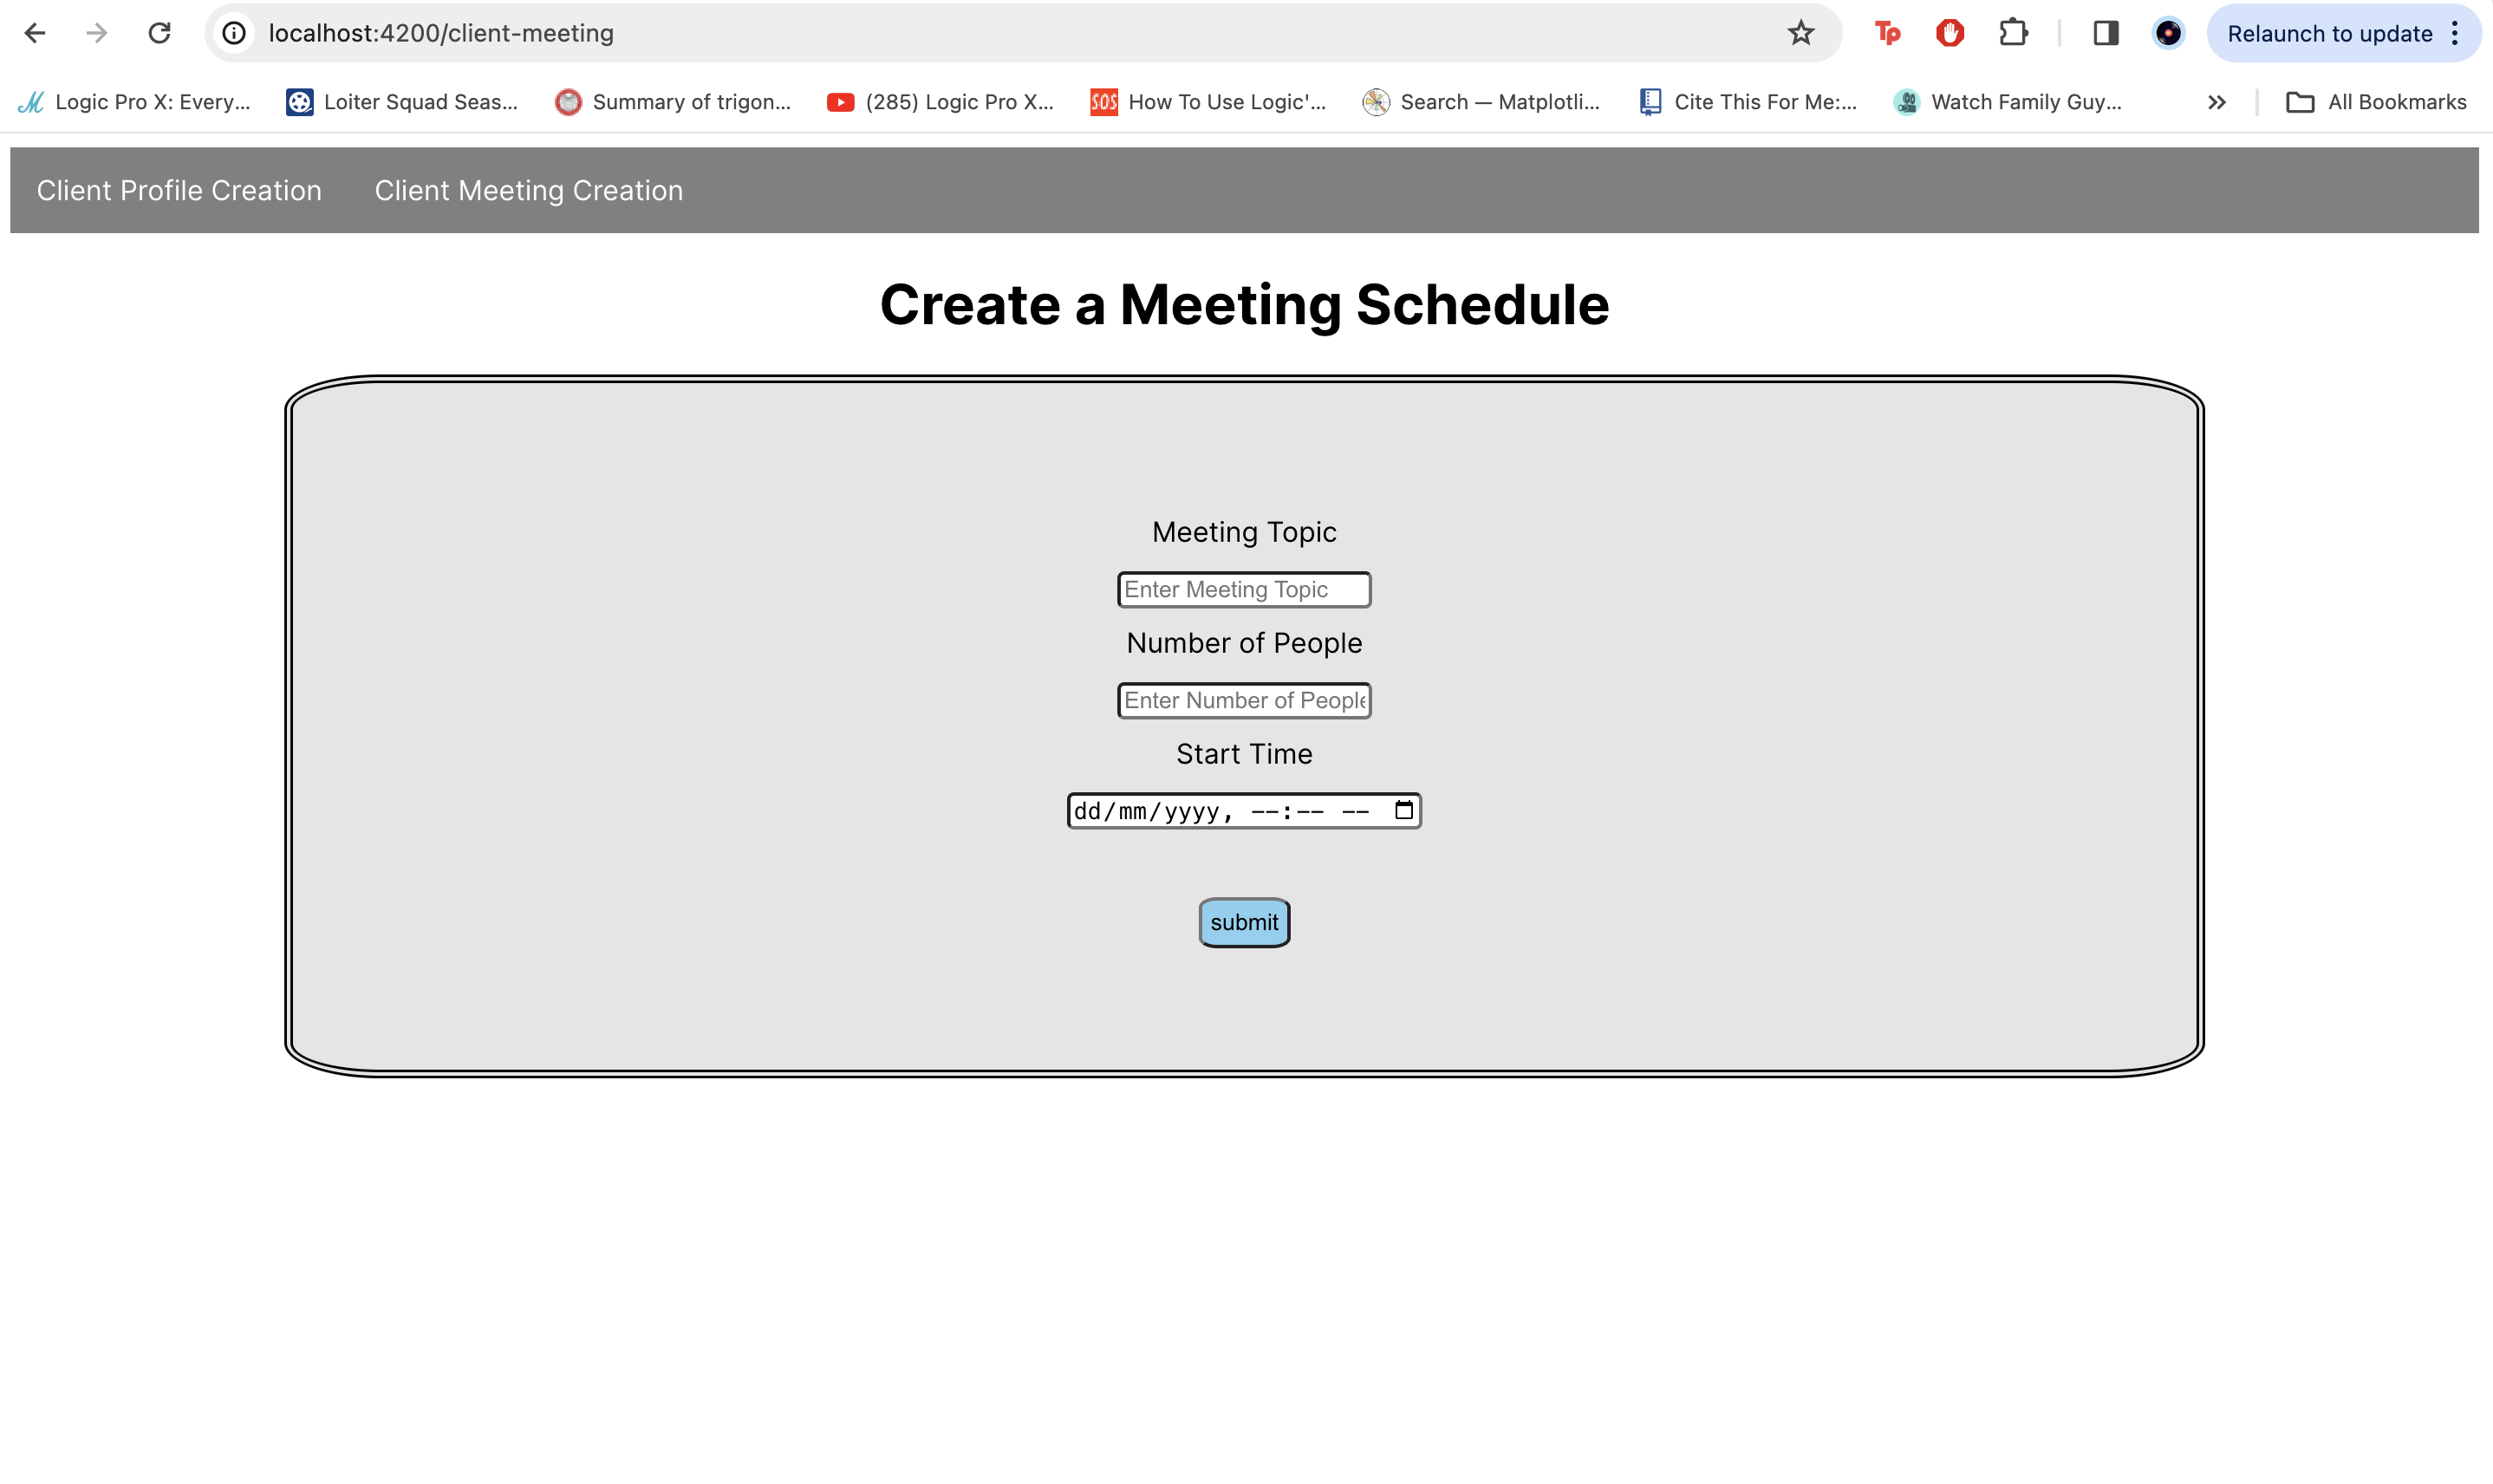 localhost:4200/client-meeting
Tp
Relaunch to update
Logic Pro X: Every... Loiter Squad Seas... Summary of trigon... (285) Logic Pro X... SOS How To Use Logic'... Search — Matplotli... Cite This For Me:... Watch Family Guy... » All Bookmarks
Client Profile Creation Client Meeting Creation
Create a Meeting Schedule
Meeting Topic
Enter Meeting Topic
Number of People
Enter Number of People
Start Time
dd/mm/yyyy, --:-- --
submit